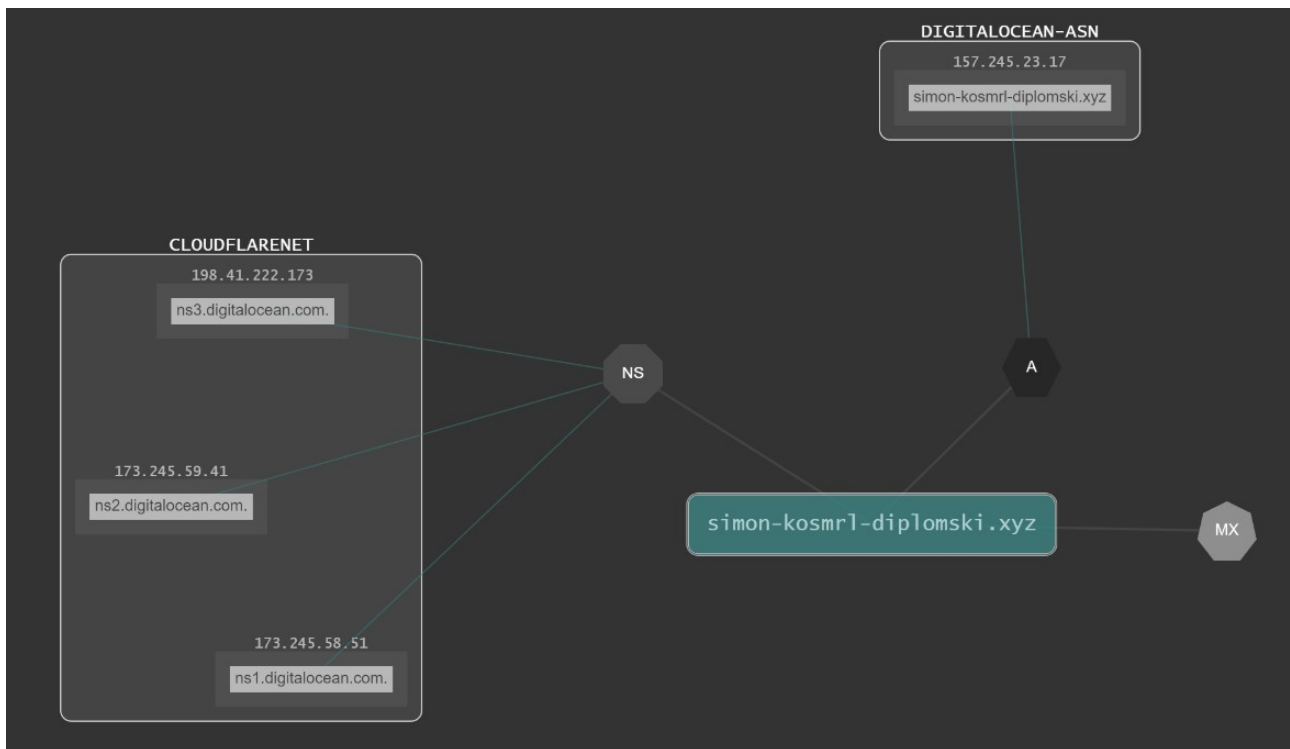 DIGITALOCEAN-ASN
157.245.23.17
simon-kosmrl-diplomski.xyz
CLOUDFLARENET
198.41.222.173
ns3.digitalocean.com.
NS
A
173.245.59.41
ns2.digitalocean.com.
simon-kosmrl-diplomski.xyz
MX
173.245.58.51
ns1.digitalocean.com.